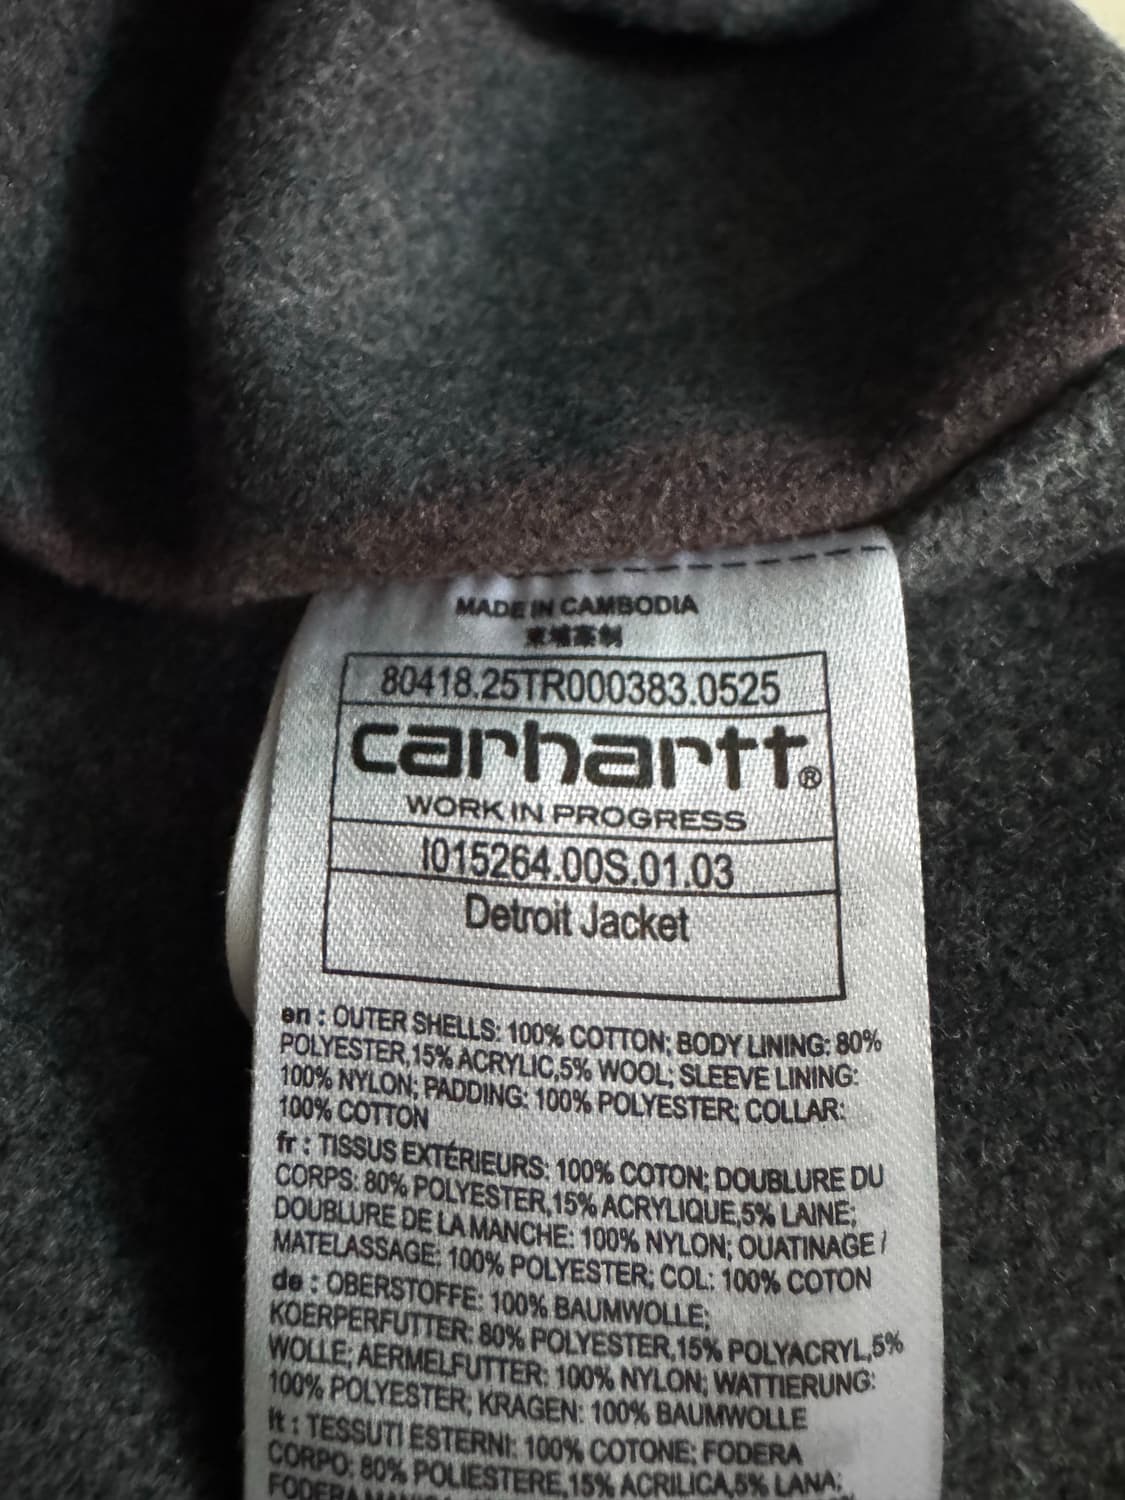 MADE IN CAMBODIA
柬埔寨制
80418.25TR000383.0525
carhartt®
WORK IN PROGRESS
I015264.00S.01.03
Detroit Jacket
en : OUTER SHELLS: 100% COTTON; BODY LINING: 80%
POLYESTER,15% ACRYLIC,5% WOOL; SLEEVE LINING:
100% NYLON; PADDING: 100% POLYESTER; COLLAR:
100% COTTON
fr : TISSUS EXTÉRIEURS: 100% COTON; DOUBLURE DU
CORPS: 80% POLYESTER,15% ACRYLIQUE,5% LAINE;
DOUBLURE DE LA MANCHE: 100% NYLON; OUATINAGE /
MATELASSAGE: 100% POLYESTER; COL: 100% COTON
de : OBERSTOFFE: 100% BAUMWOLLE;
KOERPERFUTTER: 80% POLYESTER,15% POLYACRYL,5%
WOLLE; AERMELFUTTER: 100% NYLON; WATTIERUNG:
100% POLYESTER; KRAGEN: 100% BAUMWOLLE
it : TESSUTI ESTERNI: 100% COTONE; FODERA
CORPO: 80% POLIESTERE,15% ACRILICA,5% LANA;
FODERA